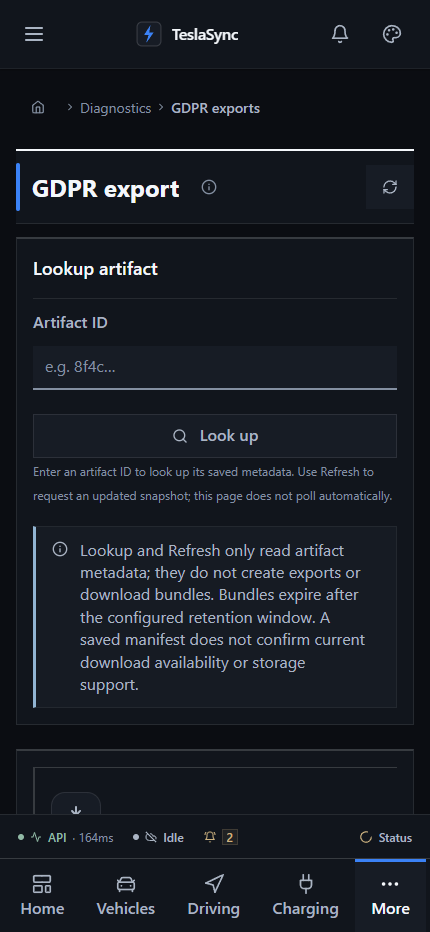 TeslaSync
Diagnostics
GDPR exports
GDPR export
Lookup artifact
Artifact ID
e.g. 8f4c...
Look up
Enter an artifact ID to look up its saved metadata. Use Refresh to
request an updated snapshot; this page does not poll automatically.
Lookup and Refresh only read artifact
metadata; they do not create exports or
download bundles. Bundles expire after
the configured retention window. A
saved manifest does not confirm current
download availability or storage
support.
API · 164ms
Idle
2
Status
Home
Vehicles
Driving
Charging
More